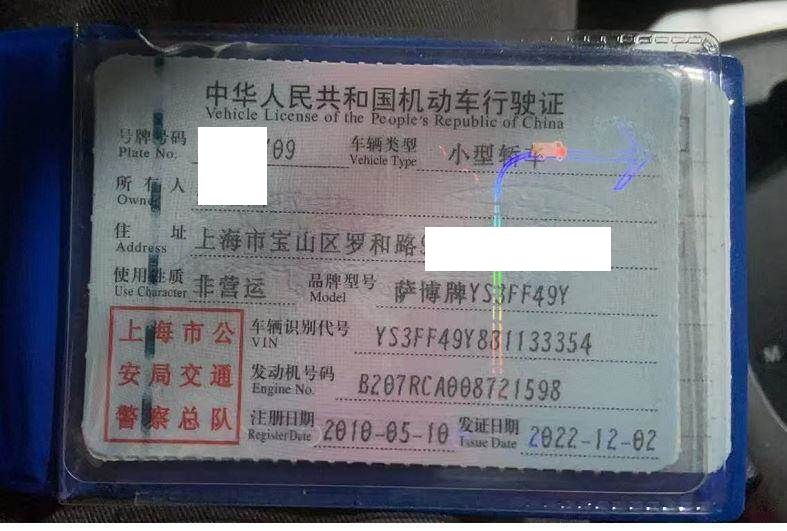 中华人民共和国机动车行驶证
Vehicle License of the People's Republic of China
号牌号码 Plate No. 09 车辆类型 Vehicle Type 小型轿车
所有人 Owner
住址 Address 上海市宝山区罗和路
使用性质 Use Character 非营运 品牌型号 Model 萨博牌YS3FF49Y
上海市公安局交通警察总队
车辆识别代号 VIN YS3FF49Y831133354
发动机号码 Engine No. B207RCA008721598
注册日期 Register Date 2010-05-10 发证日期 Issue Date 2022-12-02